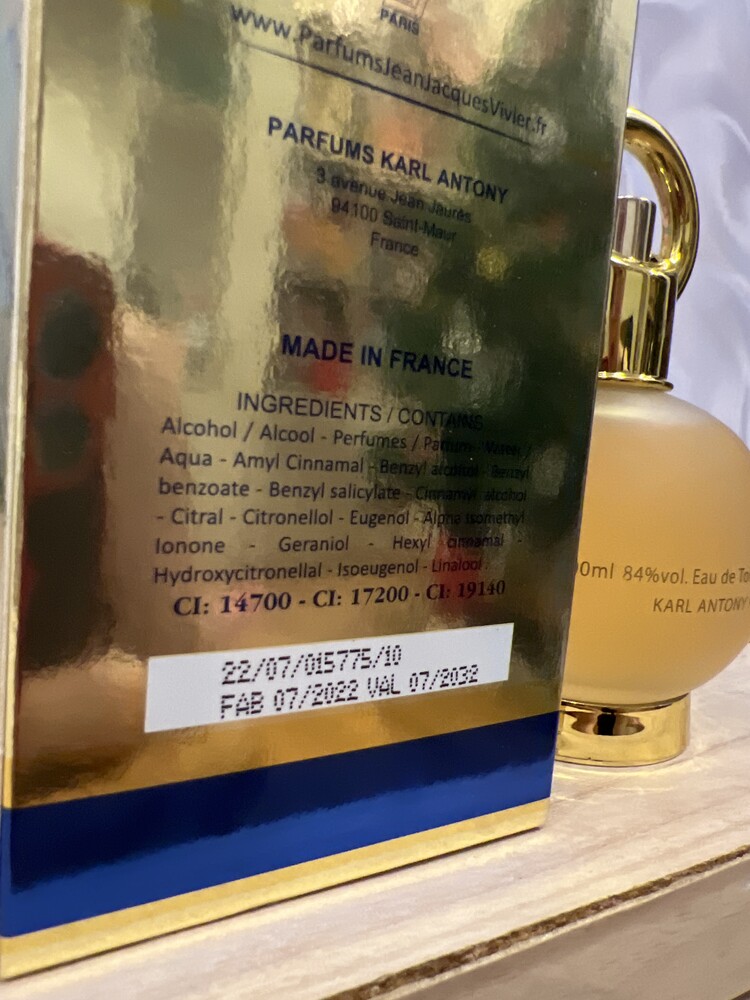 PARIS
www.ParfumsJeanJacquesVivier.fr
PARFUMS KARL ANTONY
3 avenue Jean Jaurès
94100 Saint-Maur
France
MADE IN FRANCE
INGREDIENTS / CONTAINS
Alcohol / Alcool - Perfumes / Parfum - Water /
Aqua - Amyl Cinnamal - Benzyl alcohol - Benzyl
benzoate - Benzyl salicylate - Cinnamyl alcohol
- Citral - Citronellol - Eugenol - Alpha isomethyl
Ionone - Geraniol - Hexyl cinnamal -
Hydroxycitronellal - Isoeugenol - Linalool.
CI: 14700 - CI: 17200 - CI: 19140
22/07/015775/10
FAB 07/2022 VAL 07/2032
0ml 84%vol. Eau de To
KARL ANTONY